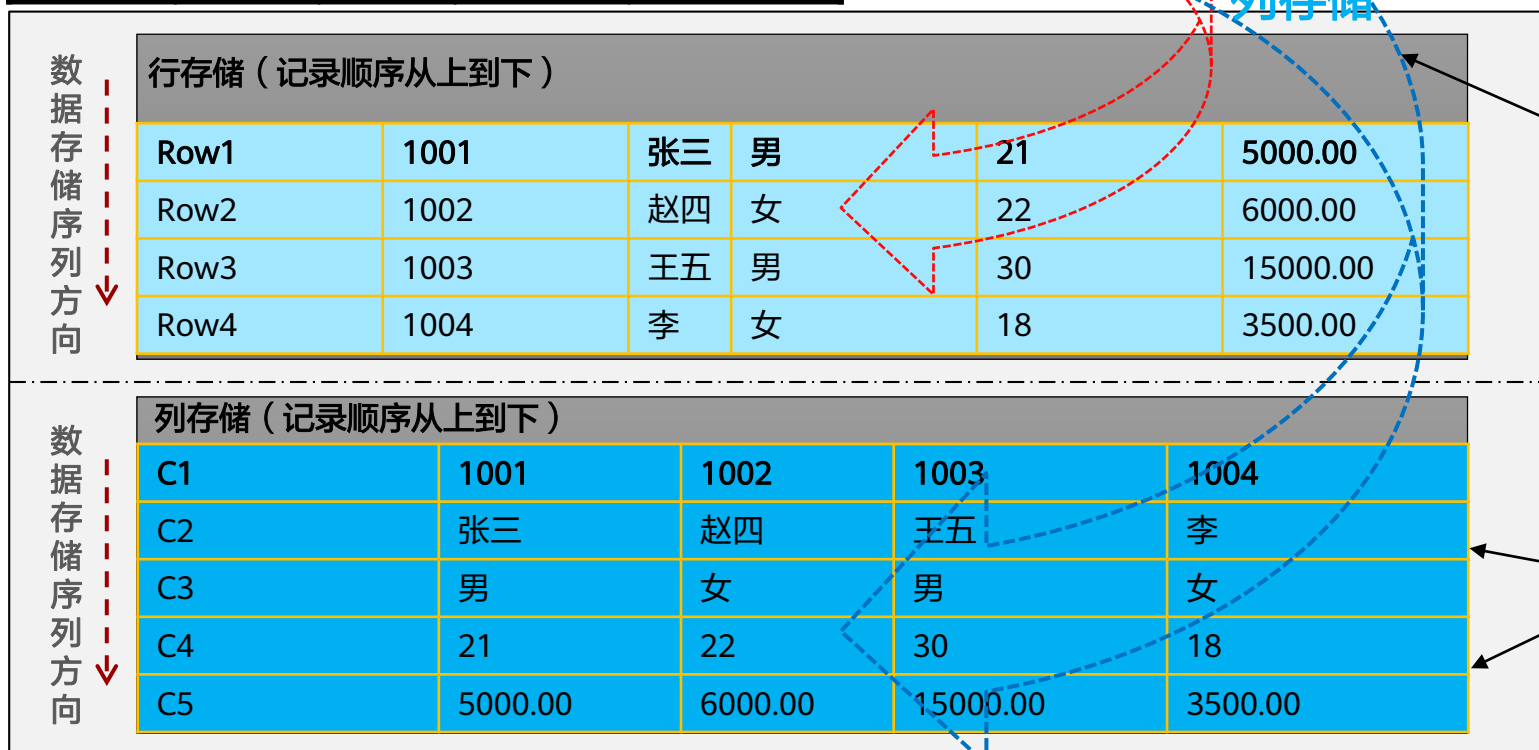 列存储
数据存储序列方向
行存储（记录顺序从上到下）
Row1 1001 张三 男 21 5000.00
Row2 1002 赵四 女 22 6000.00
Row3 1003 王五 男 30 15000.00
Row4 1004 李 女 18 3500.00
数据存储序列方向
列存储（记录顺序从上到下）
C1 1001 1002 1003 1004
C2 张三 赵四 王五 李
C3 男 女 男 女
C4 21 22 30 18
C5 5000.00 6000.00 15000.00 3500.00